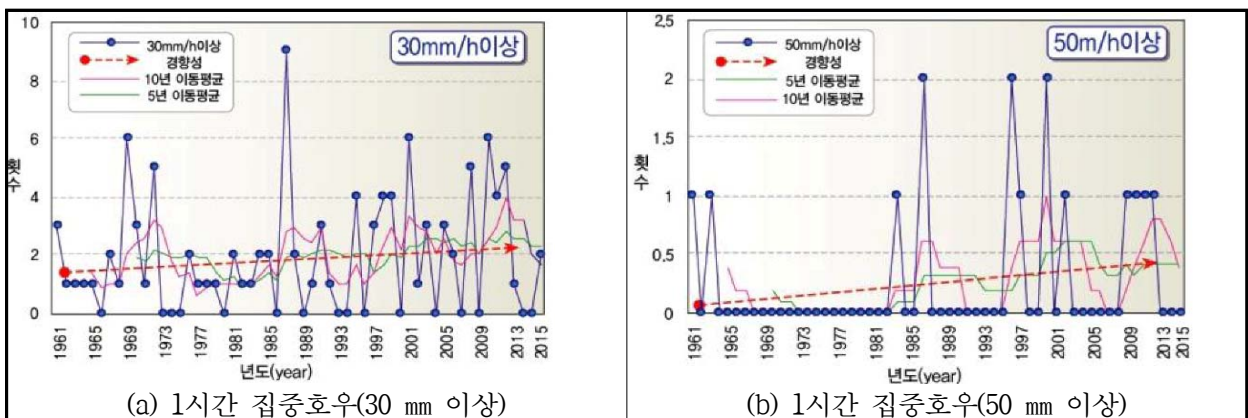 10
8
6
4
2
0
횟수
30mm/h이상
경향성
10년 이동평균
5년 이동평균
30mm/h이상
1961
1965
1969
1973
1977
1981
1985
1989
1993
1997
2001
2005
2009
2013
2015
년도(year)
(a) 1시간 집중호우(30 mm 이상)
2,5
2
1,5
1
0,5
0
횟수
50mm/h이상
경향성
5년 이동평균
10년 이동평균
50m/h이상
1961
1965
1969
1973
1977
1981
1985
1989
1993
1997
2001
2005
2009
2013
2015
년도(year)
(b) 1시간 집중호우(50 mm 이상)